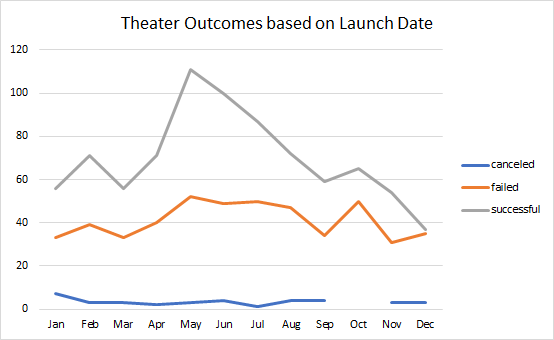 Theater Outcomes based on Launch Date
120
100
80
60
40
20
0
Jan Feb Mar Apr May Jun Jul Aug Sep Oct Nov Dec
canceled
failed
successful